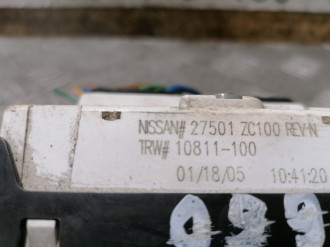 NISSAN# 27501 ZC100 REV-N
TRW# 10811-100
01/18/05 10:41:20